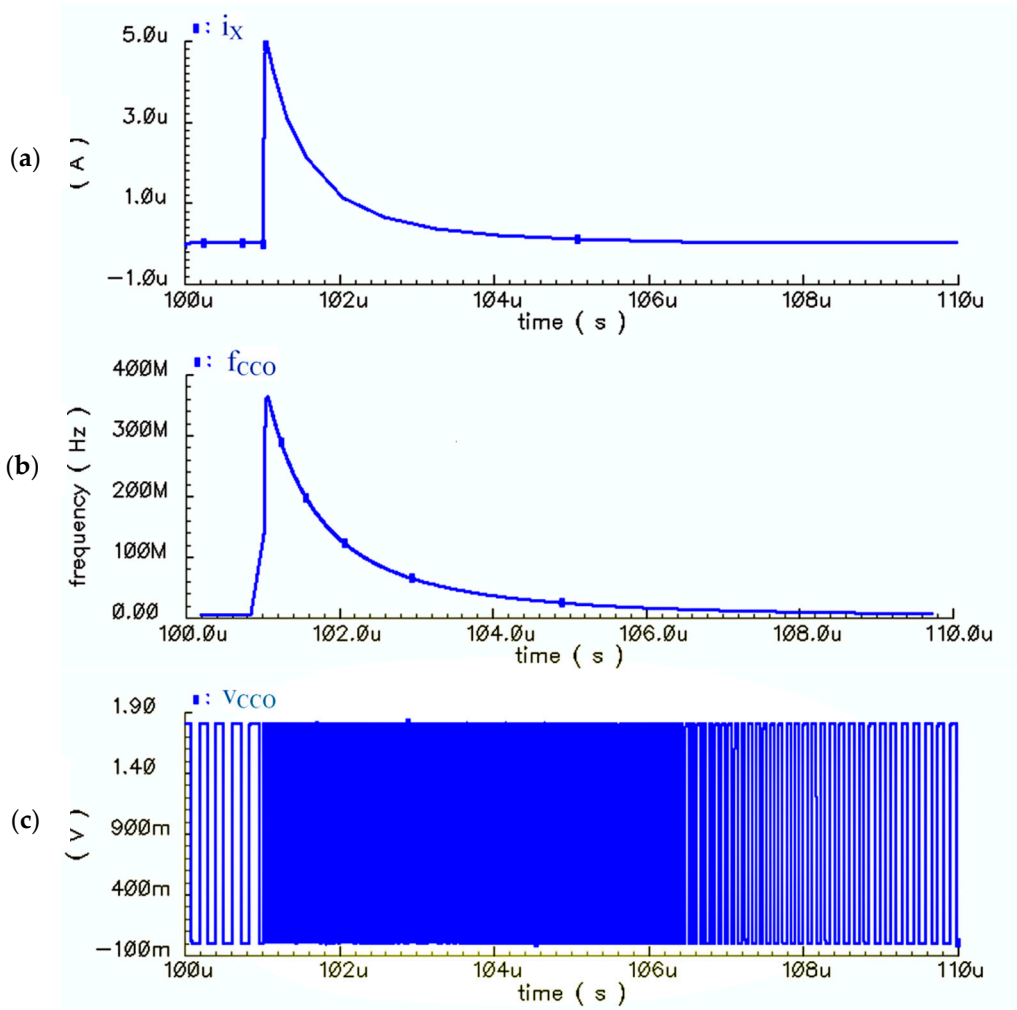 : iX
5.0u
3.0u
1.0u
-1.0u
( A )
(a)
100u 102u 104u 106u 108u 110u
time ( s )
: fCCO
400M
300M
200M
100M
0.00
frequency ( Hz )
(b)
100.0u 102.0u 104.0u 106.0u 108.0u 110.0u
time ( s )
: vCCO
1.90
1.40
900m
400m
-100m
( V )
(c)
100u 102u 104u 106u 108u 110u
time ( s )